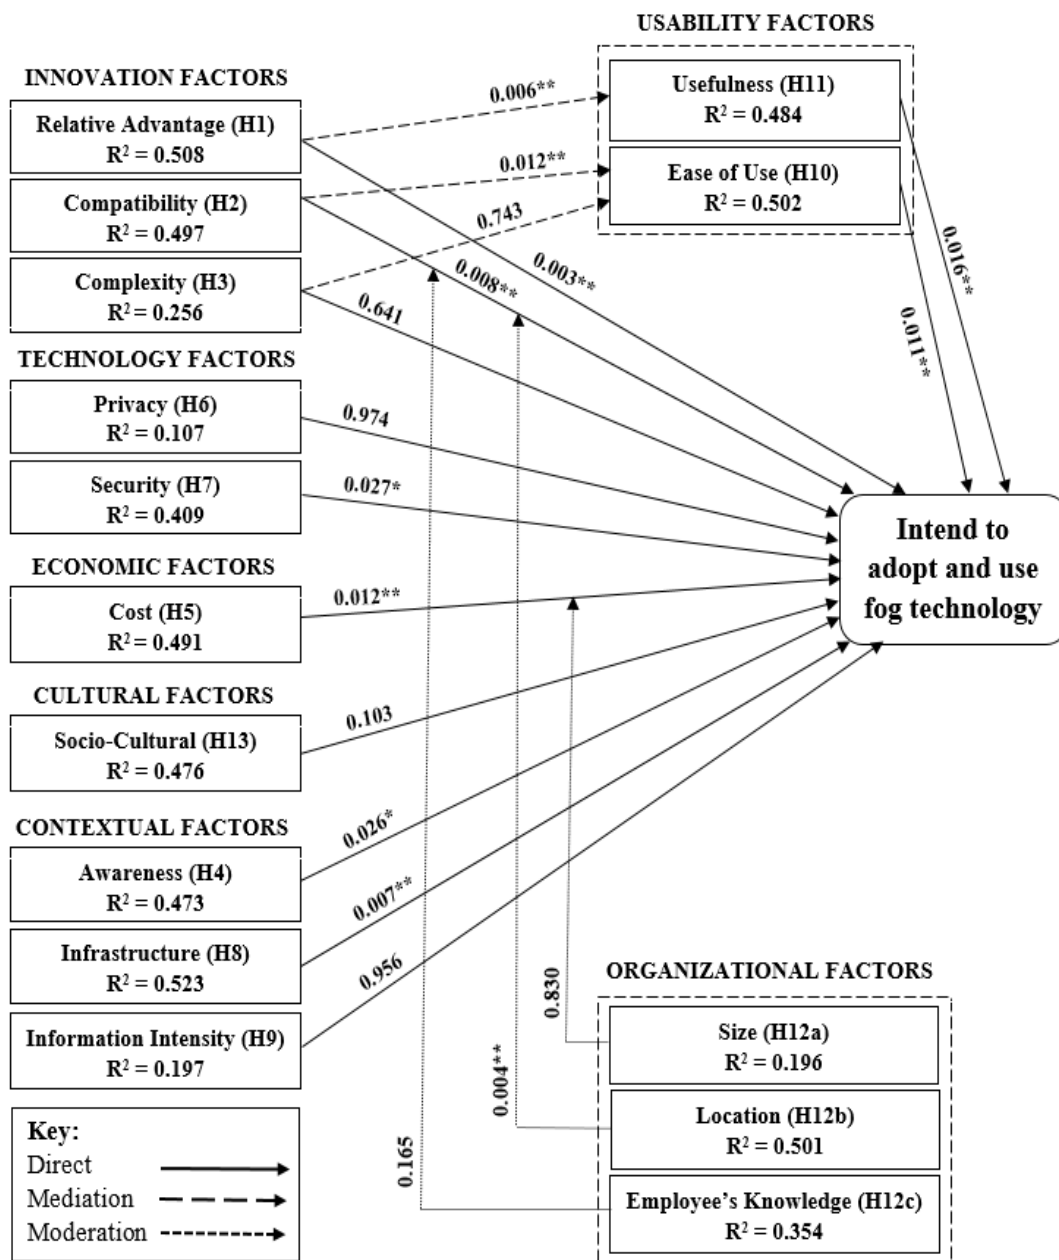 USABILITY FACTORS
Usefulness (H11)
R² = 0.484
Ease of Use (H10)
R² = 0.502
INNOVATION FACTORS
Relative Advantage (H1)
R² = 0.508
Compatibility (H2)
R² = 0.497
Complexity (H3)
R² = 0.256
0.006**
0.012**
0.743
0.003**
0.008**
0.641
0.016**
0.011**
TECHNOLOGY FACTORS
Privacy (H6)
R² = 0.107
0.974
Security (H7)
R² = 0.409
0.027*
Intend to
adopt and use
fog technology
ECONOMIC FACTORS
Cost (H5)
R² = 0.491
0.012**
CULTURAL FACTORS
Socio-Cultural (H13)
R² = 0.476
0.103
CONTEXTUAL FACTORS
Awareness (H4)
R² = 0.473
0.026*
Infrastructure (H8)
R² = 0.523
0.007**
Information Intensity (H9)
R² = 0.197
0.956
ORGANIZATIONAL FACTORS
Size (H12a)
R² = 0.196
0.830
Location (H12b)
R² = 0.501
0.004**
Employee’s Knowledge (H12c)
R² = 0.354
0.165
Key:
Direct
Mediation
Moderation